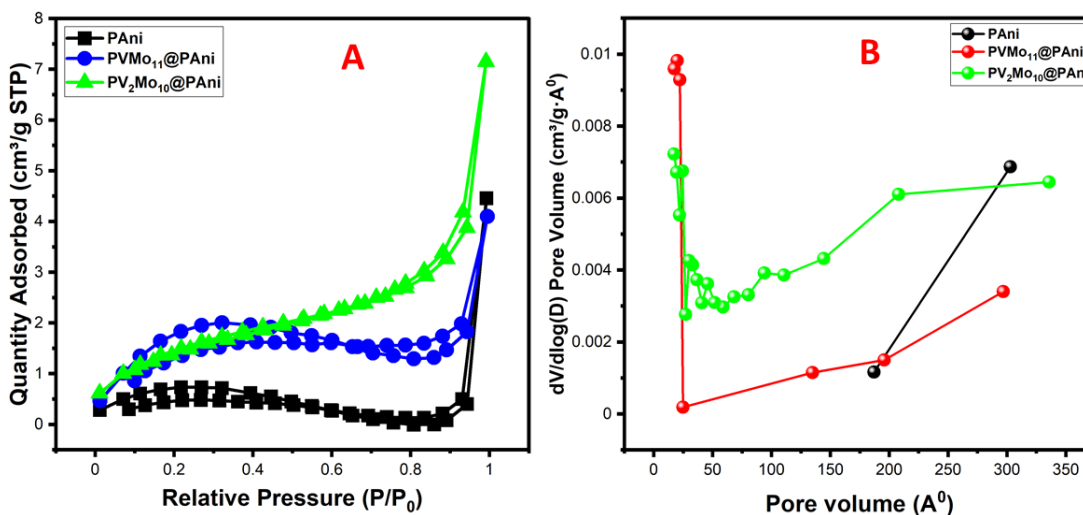 A
PAni
PVMo₁₁@PAni
PV₂Mo₁₀@PAni
Quantity Adsorbed (cm³/g STP)
8
7
6
5
4
3
2
1
0
0
0.2
0.4
0.6
0.8
1
Relative Pressure (P/P₀)
B
PAni
PVMo₁₁@PAni
PV₂Mo₁₀@PAni
dV/dlog(D) Pore Volume (cm³/g·A⁰)
0.01
0.008
0.006
0.004
0.002
0
0
50
100
150
200
250
300
350
Pore volume (A⁰)